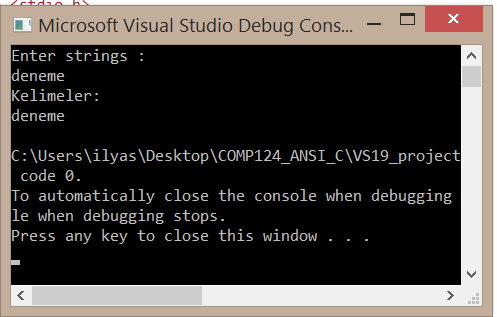 <stdio.h>
Microsoft Visual Studio Debug Cons...
Enter strings :
deneme
Kelimeler:
deneme
C:\Users\ilyas\Desktop\COMP124_ANSI_C\VS19_project
 code 0.
To automatically close the console when debugging
le when debugging stops.
Press any key to close this window . . .